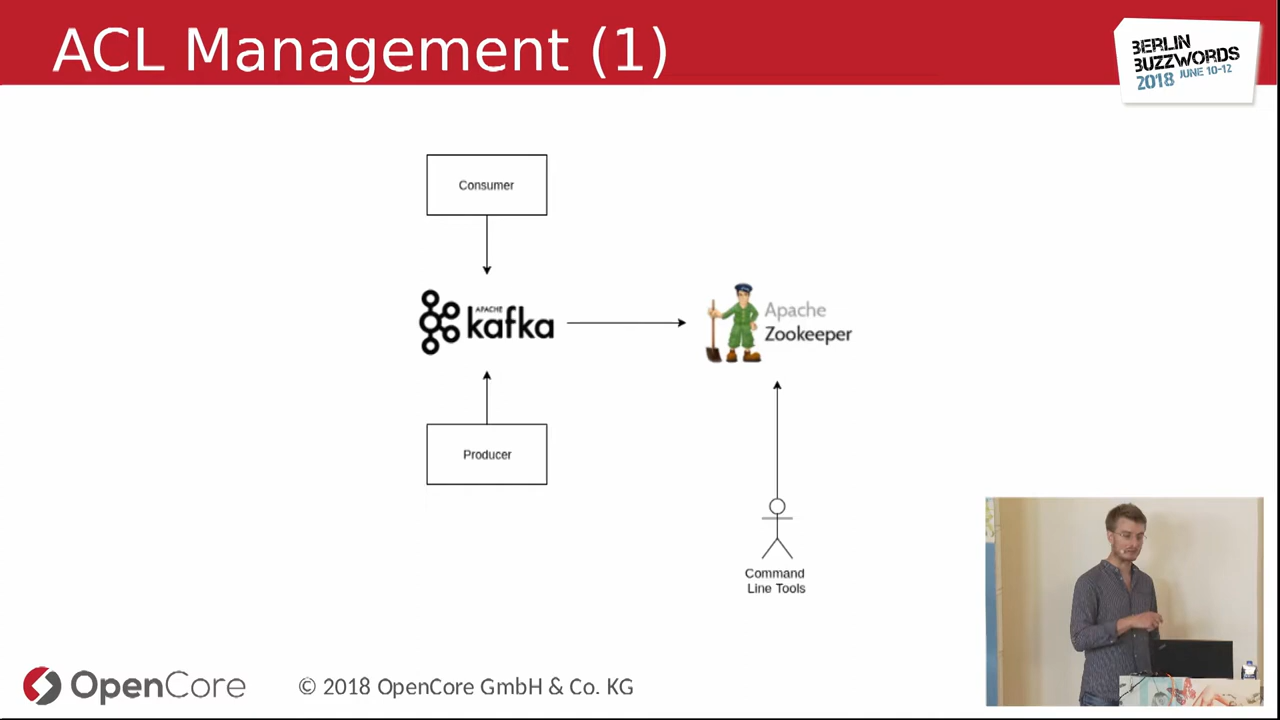 ACL Management (1)
BERLIN
BUZZWORDS
2018 JUNE 10-12
Consumer
APACHE
kafka
Apache
Zookeeper
Producer
Command
Line Tools
OpenCore
© 2018 OpenCore GmbH & Co. KG